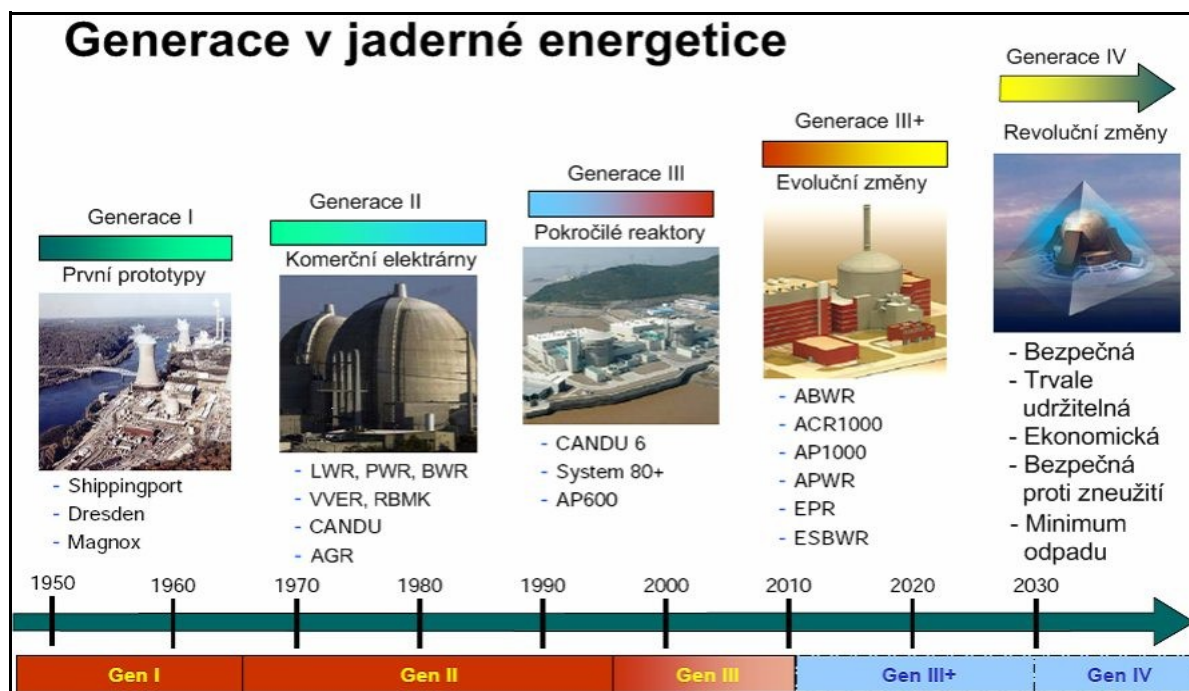 Generace v jaderné energetice
Generace I
První prototypy
- Shippingport
- Dresden
- Magnox
Generace II
Komerční elektrárny
- LWR, PWR, BWR
- VVER, RBMK
- CANDU
- AGR
Generace III
Pokročilé reaktory
- CANDU 6
- System 80+
- AP600
Generace III+
Evoluční změny
- ABWR
- ACR1000
- AP1000
- APWR
- EPR
- ESBWR
Generace IV
Revoluční změny
- Bezpečná
- Trvale
udržitelná
- Ekonomická
- Bezpečná
proti zneužití
- Minimum
odpadu
1950 1960 1970 1980 1990 2000 2010 2020 2030
Gen I Gen II Gen III Gen III+ Gen IV